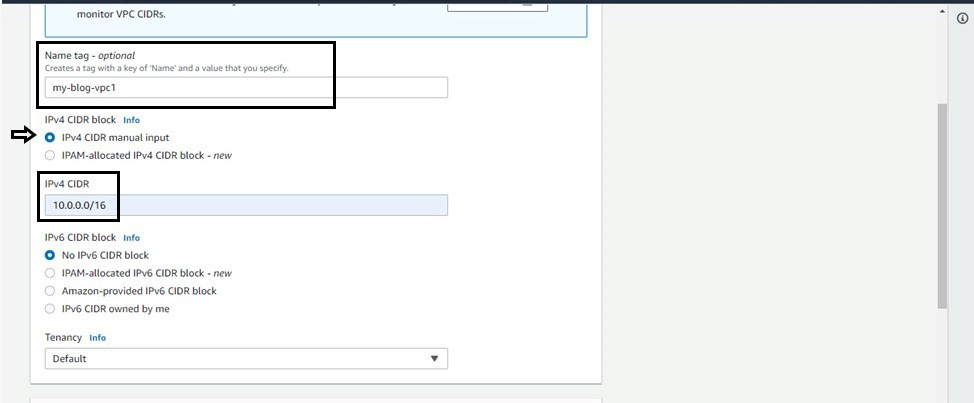 monitor VPC CIDRs.
Name tag - optional
Creates a tag with a key of 'Name' and a value that you specify.
my-blog-vpc1
IPv4 CIDR block Info
IPv4 CIDR manual input
IPAM-allocated IPv4 CIDR block - new
IPv4 CIDR
10.0.0.0/16
IPv6 CIDR block Info
No IPv6 CIDR block
IPAM-allocated IPv6 CIDR block - new
Amazon-provided IPv6 CIDR block
IPv6 CIDR owned by me
Tenancy Info
Default